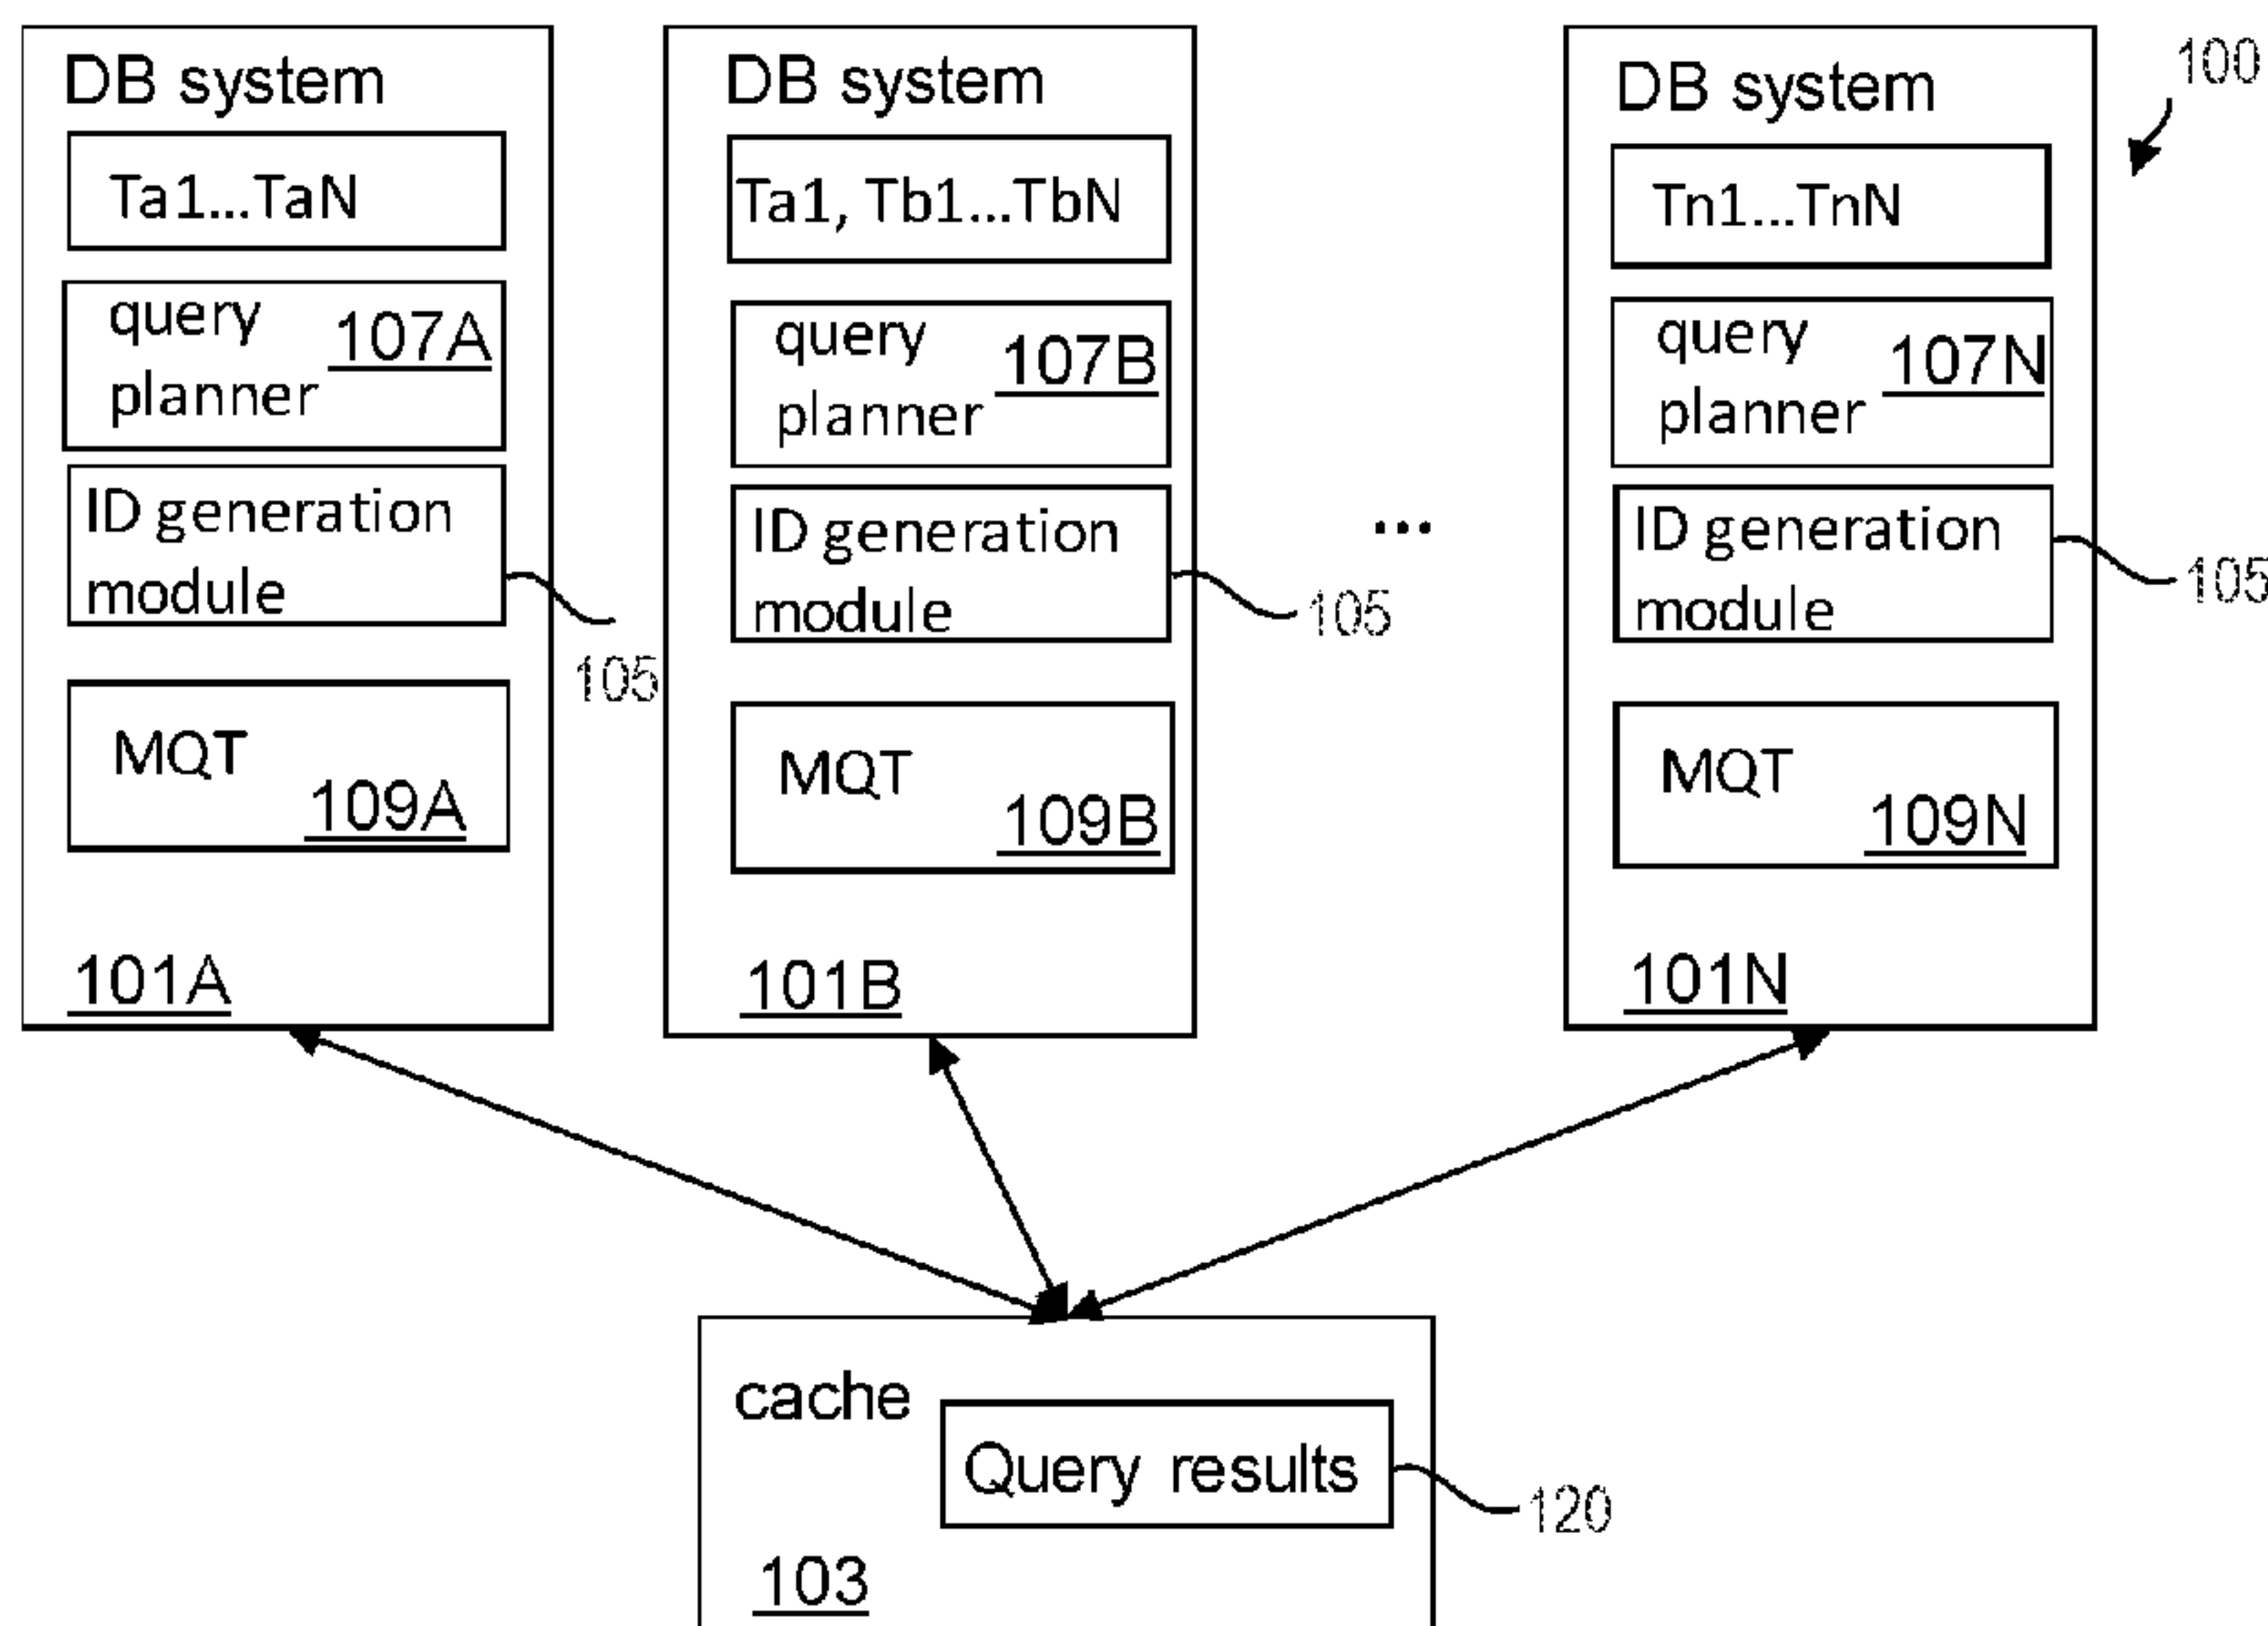 DB system
Ta1...TaN
query
planner
107A
ID generation
module
105
MQT
109A
101A
DB system
Ta1, Tb1...TbN
query
planner
107B
ID generation
module
105
MQT
109B
101B
...
DB system
Tn1...TnN
query
planner
107N
ID generation
module
105
MQT
109N
101N
100
cache
Query results
120
103